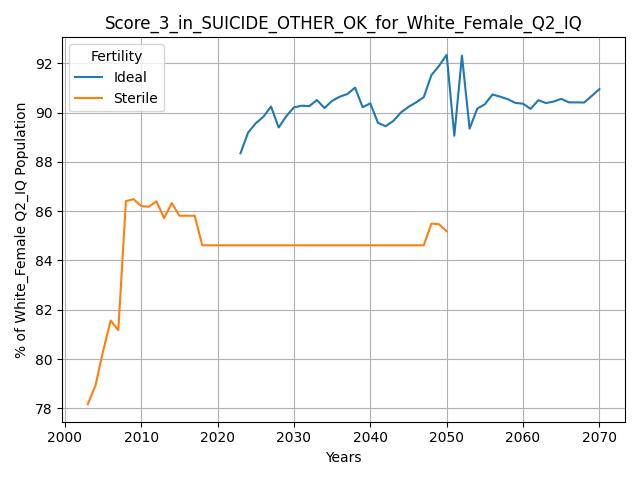 Score_3_in_SUICIDE_OTHER_OK_for_White_Female_Q2_IQ
Fertility
Ideal
Sterile
% of White_Female Q2_IQ Population
92
90
88
86
84
82
80
78
2000 2010 2020 2030 2040 2050 2060 2070
Years